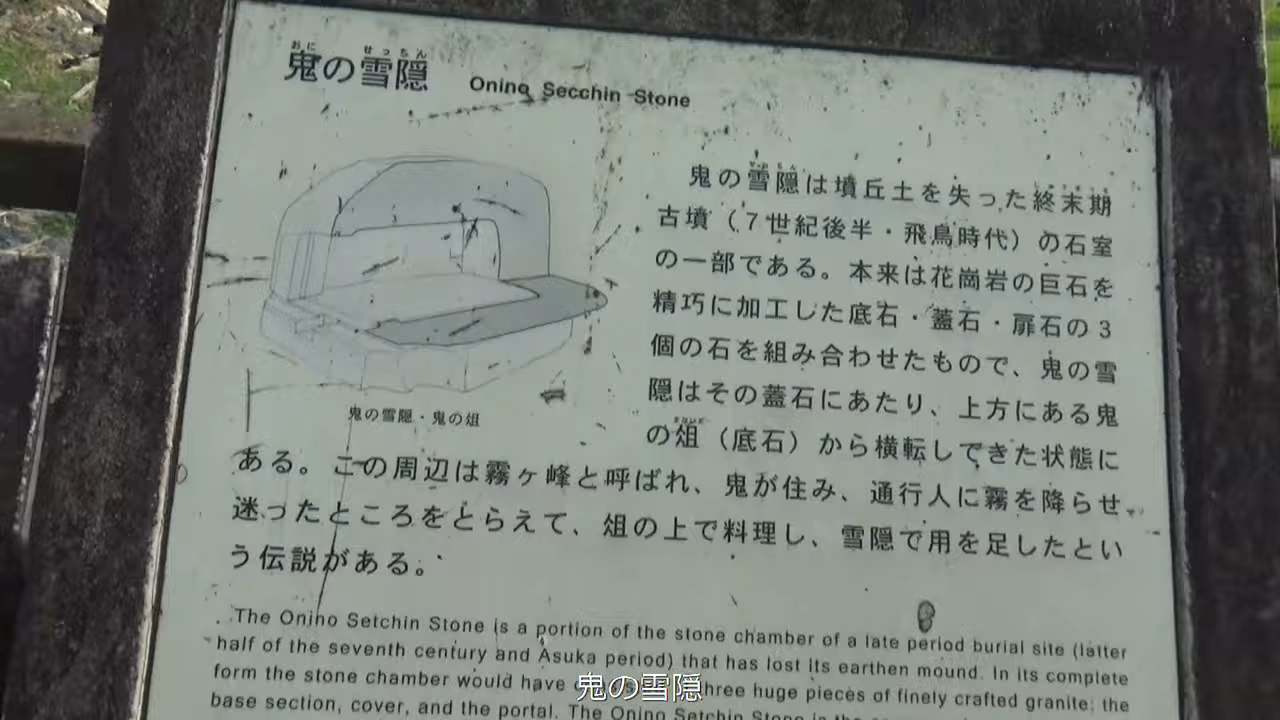 おに せっちん
鬼の雪隠 Onino Secchin Stone
せっちん
鬼の雪隠は墳丘土を失った終末期
古墳（7世紀後半・飛鳥時代）の石室
の一部である。本来は花崗岩の巨石を
精巧に加工した底石・蓋石・扉石の3
個の石を組み合わせたもので、鬼の雪
隠はその蓋石にあたり、上方にある鬼
の俎（底石）から横転してきた状態に
鬼の雪隠・鬼の俎
ある。この周辺は霧ヶ峰と呼ばれ、鬼が住み、通行人に霧を降らせ、
迷ったところをとらえて、俎の上で料理し、雪隠で用を足したとい
う伝説がある。
The Onino Setchin Stone is a portion of the stone chamber of a late period burial site (latter
half of the seventh century and Asuka period) that has lost its earthen mound. In its complete
form the stone chamber would have three huge pieces of finely crafted granite; the
base section, cover, and the portal. The Onino Setchin Stone is the
鬼の雪隠